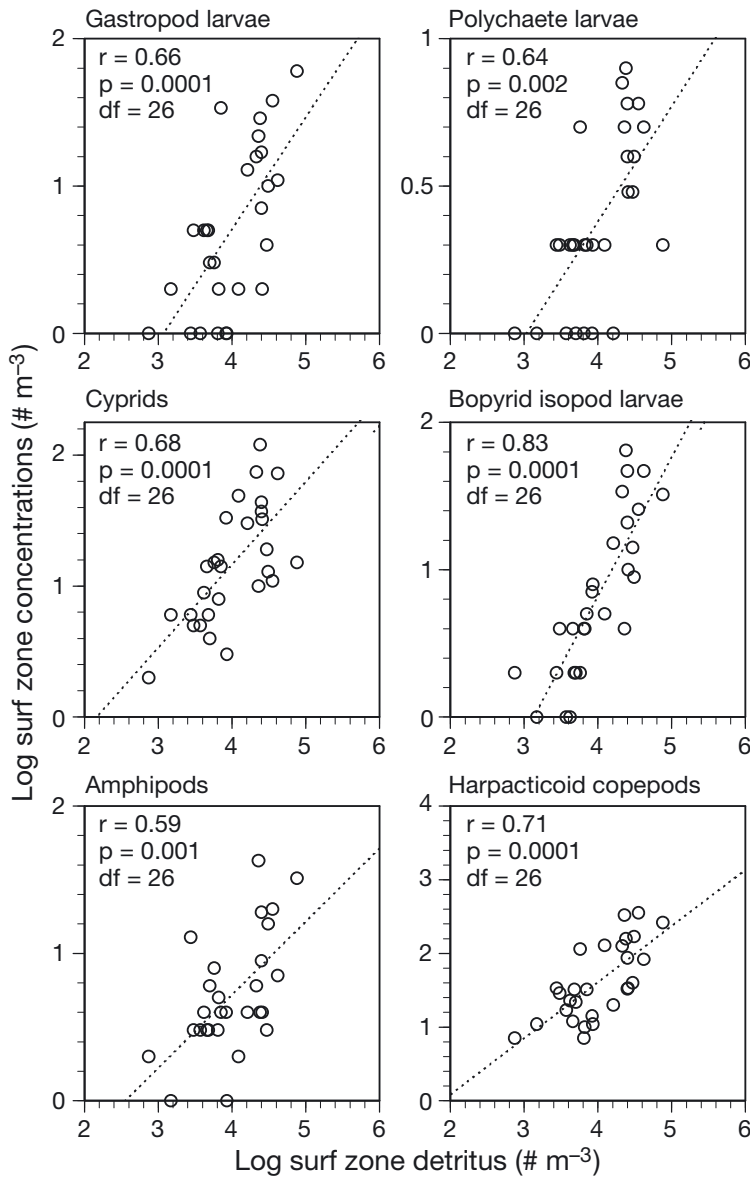 Gastropod larvae
r = 0.66
p = 0.0001
df = 26
2
1
0
2 3 4 5 6
Polychaete larvae
r = 0.64
p = 0.002
df = 26
1
0.5
0
2 3 4 5 6
Cyprids
r = 0.68
p = 0.0001
df = 26
2
1
0
2 3 4 5 6
Bopyrid isopod larvae
r = 0.83
p = 0.0001
df = 26
2
1
0
2 3 4 5 6
Amphipods
r = 0.59
p = 0.001
df = 26
2
1
0
2 3 4 5 6
Harpacticoid copepods
r = 0.71
p = 0.0001
df = 26
4
3
2
1
0
2 3 4 5 6
Log surf zone concentrations (# m⁻³)
Log surf zone detritus (# m⁻³)